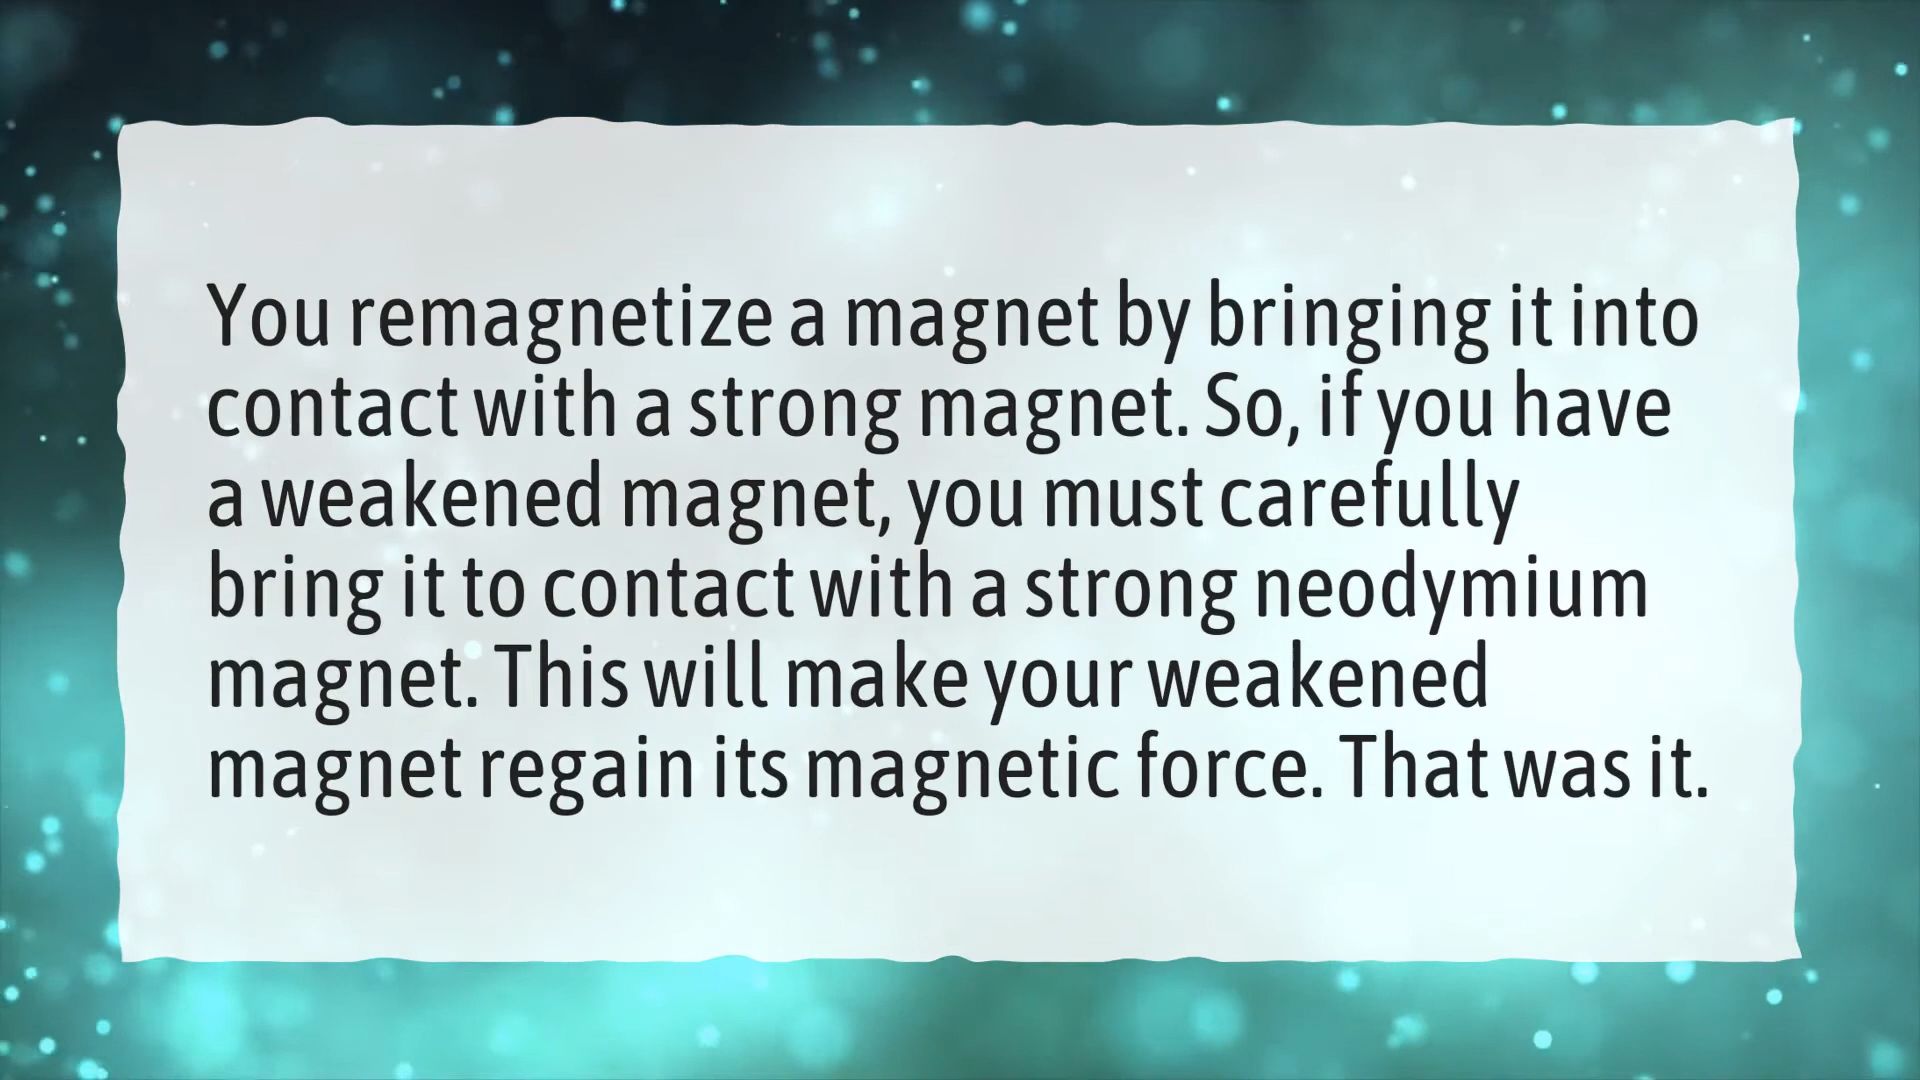 You remagnetize a magnet by bringing it into
contact with a strong magnet. So, if you have
a weakened magnet, you must carefully
bring it to contact with a strong neodymium
magnet. This will make your weakened
magnet regain its magnetic force. That was it.